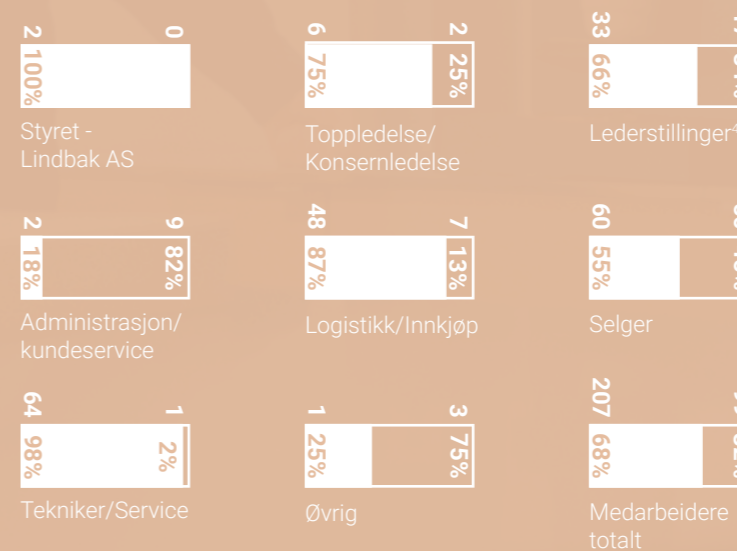 2 0
100%
Styret -
Lindbak AS
6 2
75% 25%
Toppledelse/
Konsernledelse
33
66%
Lederstillinger
2 9
18% 82%
Administrasjon/
kundeservice
48 7
87% 13%
Logistikk/Innkjøp
60
55%
Selger
64 1
98% 2%
Tekniker/Service
1 3
25% 75%
Øvrig
207
68%
Medarbeidere
totalt